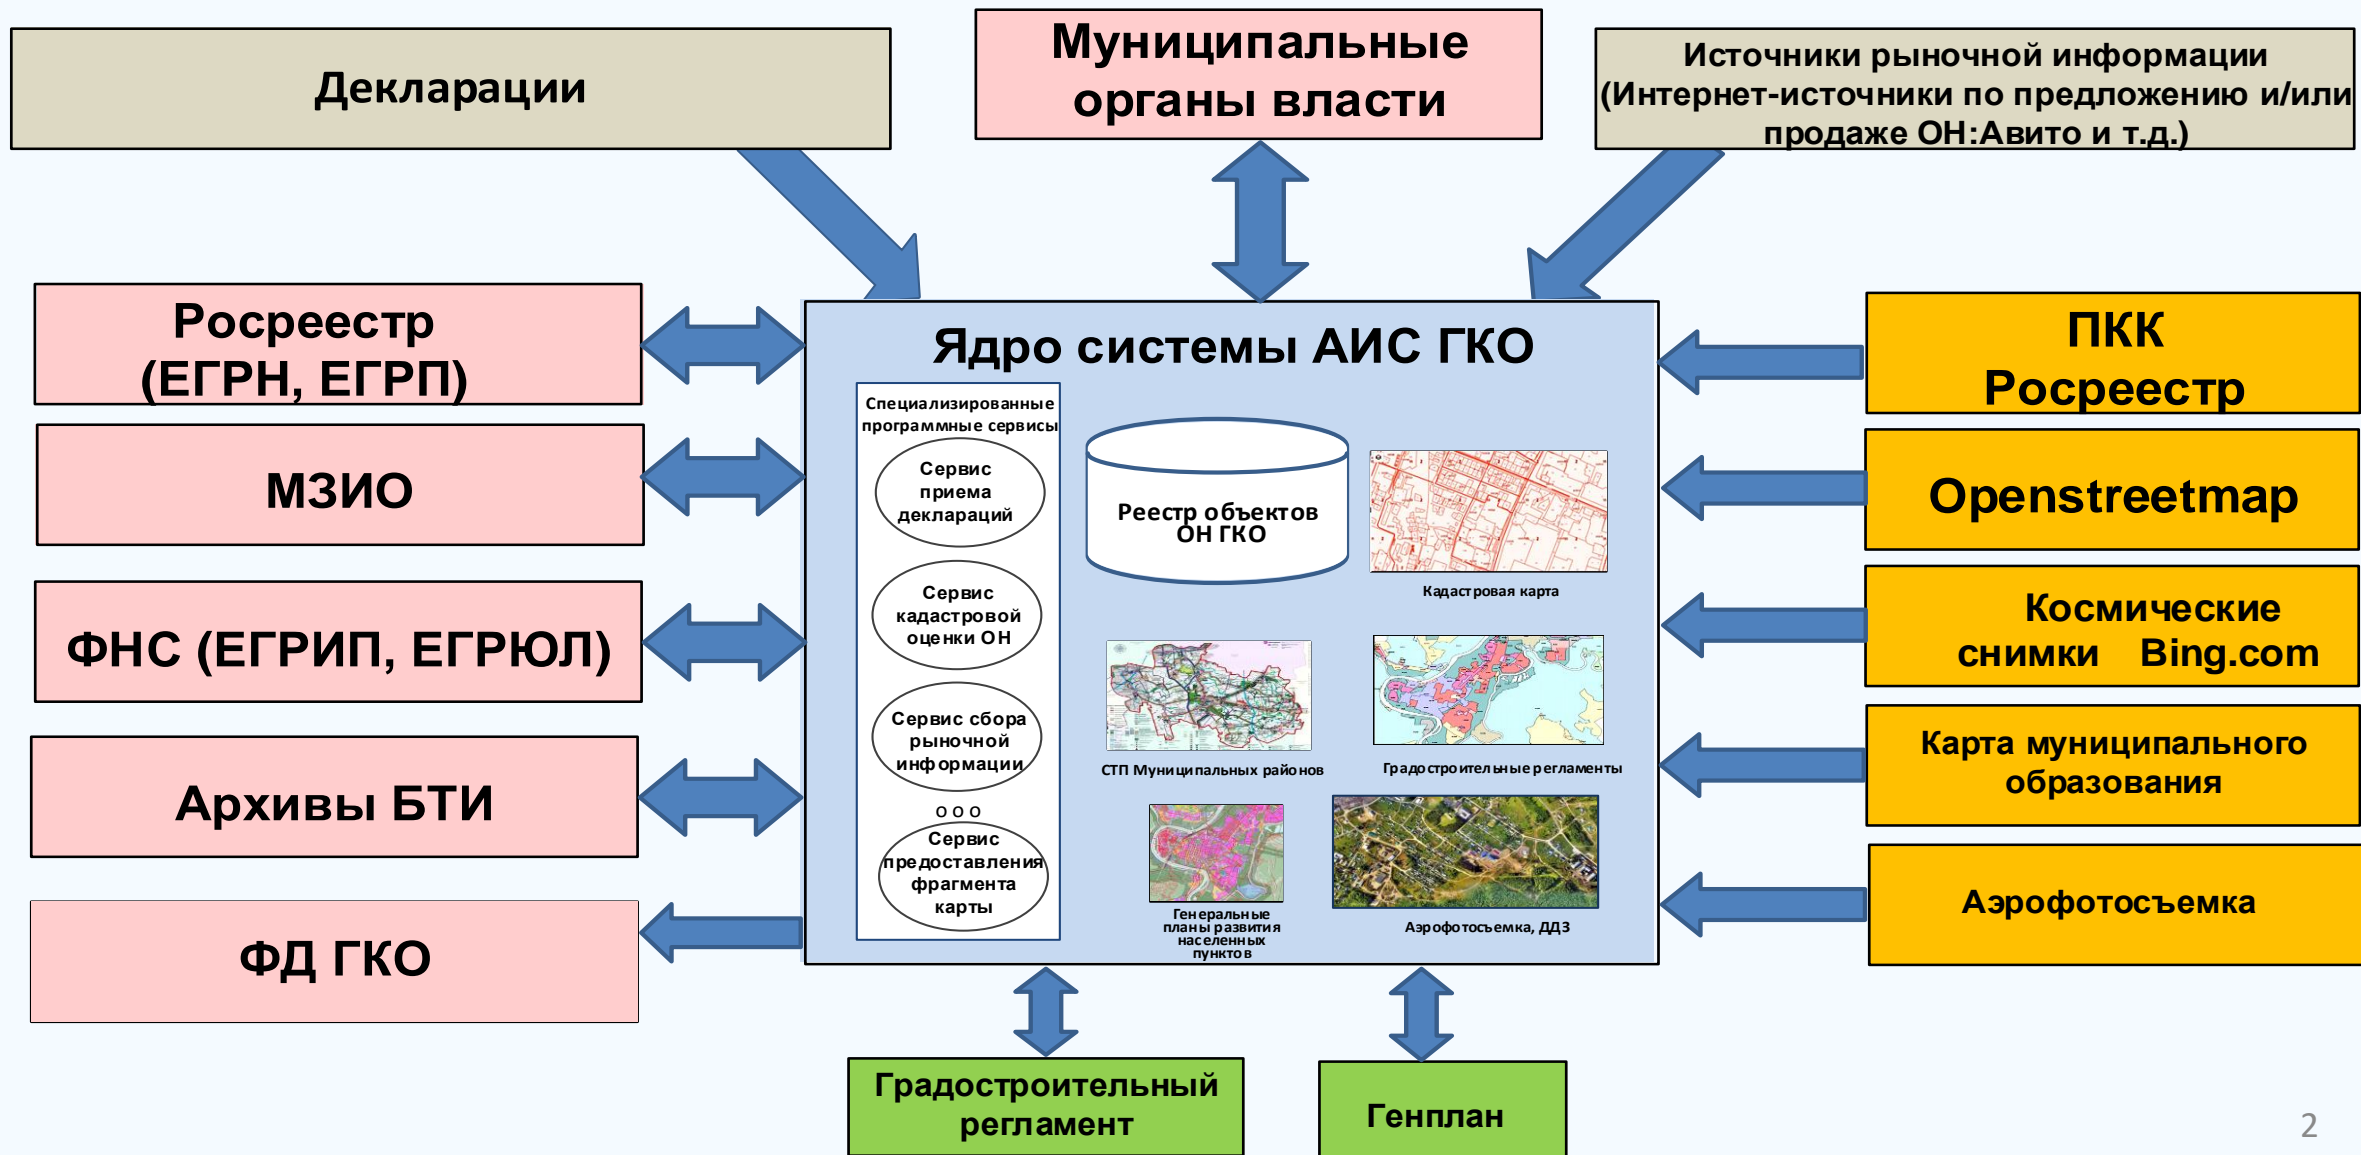 Декларации
Муниципальные
органы власти
Источники рыночной информации
(Интернет-источники по предложению и/или
продаже ОН:Авито и т.д.)
Росреестр
(ЕГРН, ЕГРП)
МЗИО
ФНС (ЕГРИП, ЕГРЮЛ)
Архивы БТИ
ФД ГКО
Ядро системы АИС ГКО
Специализированные
программные сервисы
Сервис
приема
деклараций
Сервис
кадастровой
оценки ОН
Сервис сбора
рыночной
информации
о о о
Сервис
предоставления
фрагмента
карты
Реестр объектов
ОН ГКО
Кадастровая карта
СТП Муниципальных районов
Градостроительные регламенты
Генеральные
планы развития
населенных
пунктов
Аэрофотосъемка, ДДЗ
ПКК
Росреестр
Openstreetmap
Космические
снимки Bing.com
Карта муниципального
образования
Аэрофотосъемка
Градостроительный
регламент
Генплан
2